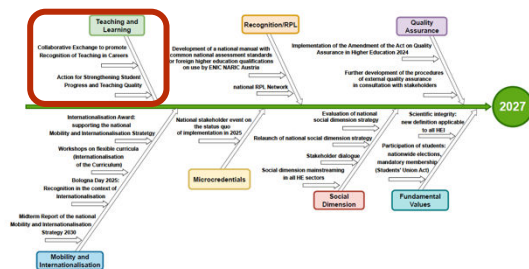 Teaching and
Learning
Collaborative Exchange to promote
Recognition of Teaching in Careers
Action for Strengthening Student
Progress and Teaching Quality
Recognition/RPL
Development of a national manual with
common national assessment standards
or foreign higher education qualifications
on use by ENIC NARIC Austria
national RPL Network
Quality
Assurance
Implementation of the Amendment of the Act on Quality
Assurance in Higher Education 2024
Further development of the procedures
of external quality assurance
in consultation with stakeholders
2027
Internationalisation Award:
supporting the national
Mobility and Internationalisation Strategy
Workshops on flexible curricula
(Internationalisation
of the Curriculum)
Dologna Day 2025:
Recognition in the context of
Internationalisation
Midterm Report of the national
Mobility and Internationalisation
Strategy 2030
Mobility and
Internationalisation
National stakeholder event on
the status quo
of implementation in 2025
Microcredentials
Evaluation of national
social dimension strategy
Relaunch of national social dimension strategy
Stakeholder dialogue
Social dimension mainstreaming
in all HE sectors
Social
Dimension
Scientific integrity:
new definition applicable
to all HEI
Participation of students:
nationwide elections,
mandatory membership
(Students' Union Act)
Fundamental
Values